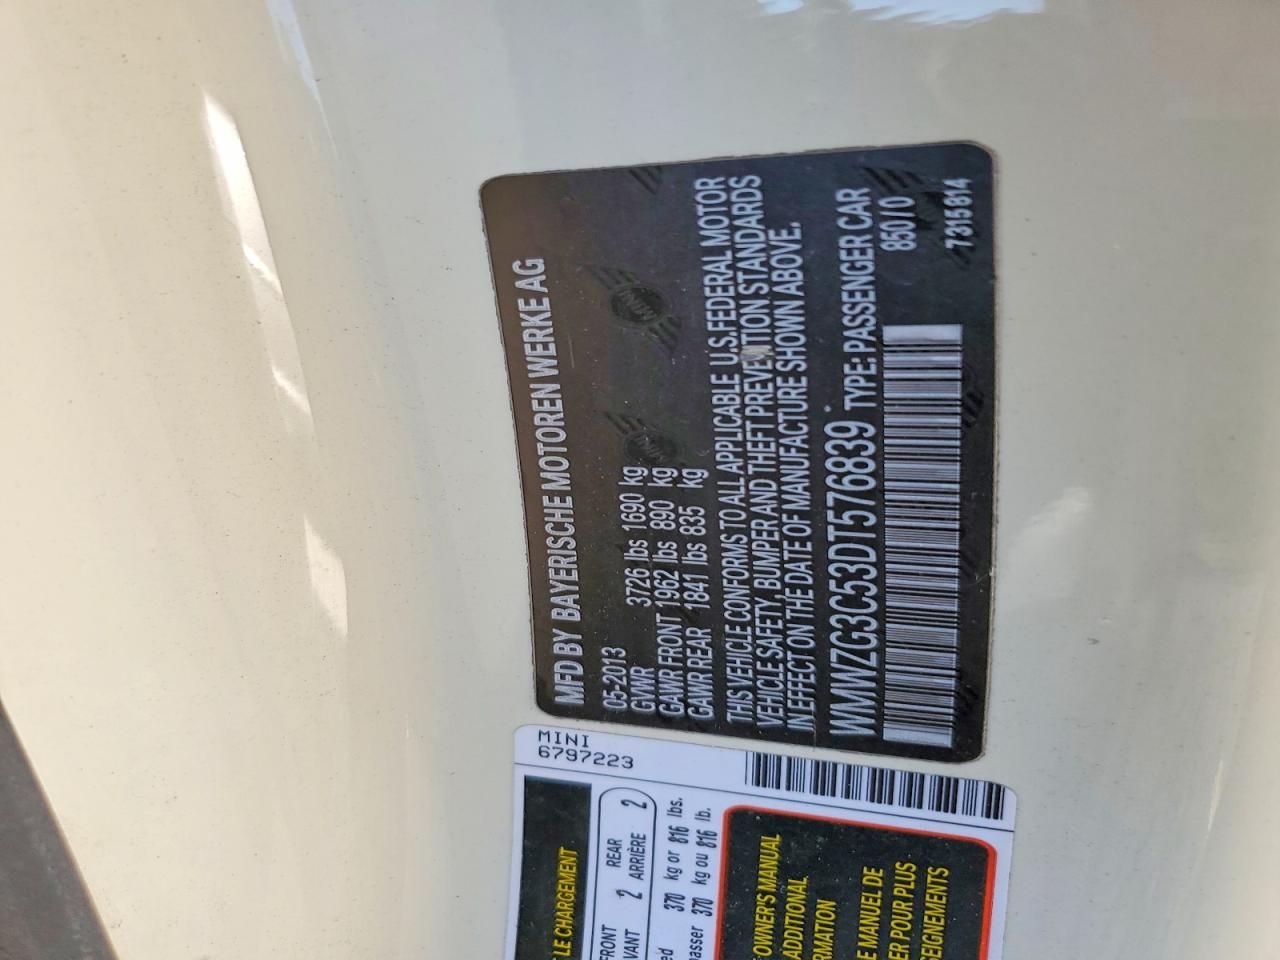 MFD BY BAYERISCHE MOTOREN WERKE AG
05-2013
GVWR 3726 lbs 1690 kg
GAWR FRONT 1962 lbs 890 kg
GAWR REAR 1841 lbs 835 kg
THIS VEHICLE CONFORMS TO ALL APPLICABLE U.S.FEDERAL MOTOR
VEHICLE SAFETY, BUMPER AND THEFT PREVENTION STANDARDS
IN EFFECT ON THE DATE OF MANUFACTURE SHOWN ABOVE.
WMWZG3C53DT576839 TYPE: PASSENGER CAR
85010
7315814
MINI
6797223
LE CHARGEMENT
FRONT 2 REAR 2
VANT ARRIÈRE
ed 370 kg or 816 lbs.
asser 370 kg ou 816 lb.
OWNER'S MANUAL
ADDITIONAL
RMATION
E MANUEL DE
ER POUR PLUS
SEIGNEMENTS